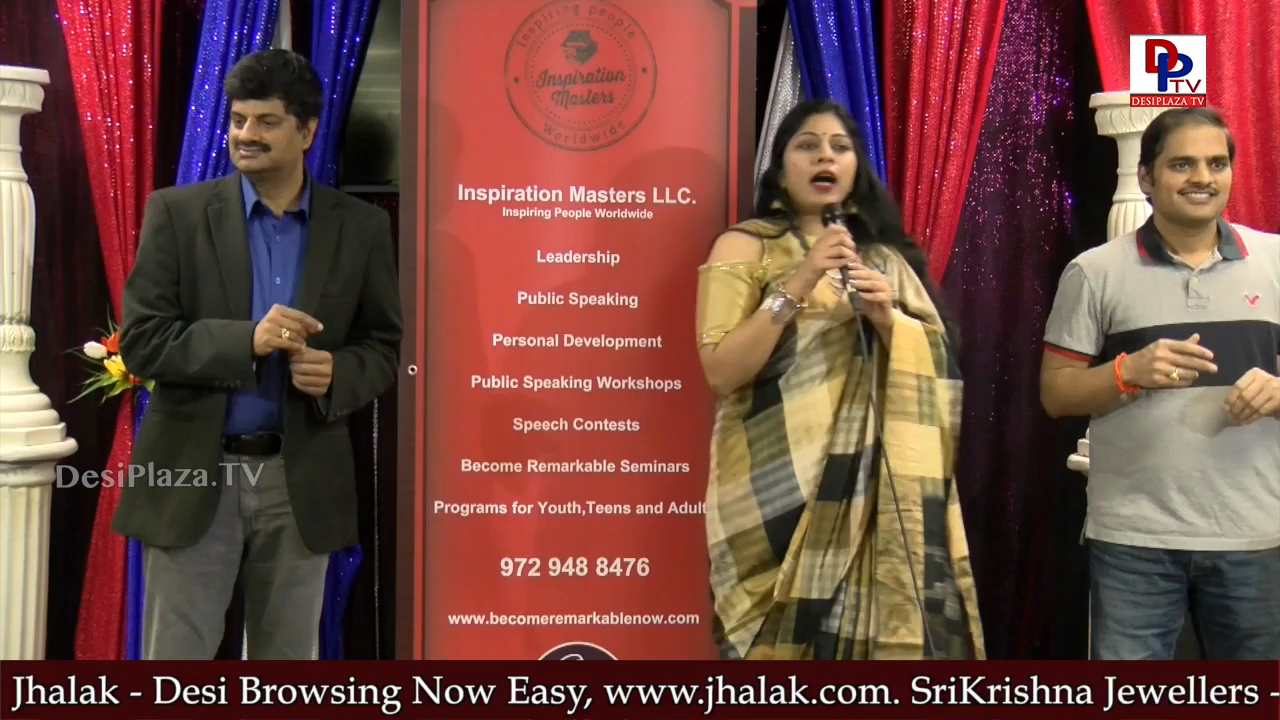 Inspiring people
Inspiration
Masters
Worldwide
Inspiration Masters LLC.
Inspiring People Worldwide
Leadership
Public Speaking
Personal Development
Public Speaking Workshops
Speech Contests
Become Remarkable Seminars
Programs for Youth,Teens and Adult
972 948 8476
www.becomeremarkablenow.com
DPTV
DESIPLAZA TV
DesiPlaza.TV
Jhalak - Desi Browsing Now Easy, www.jhalak.com. SriKrishna Jewellers -